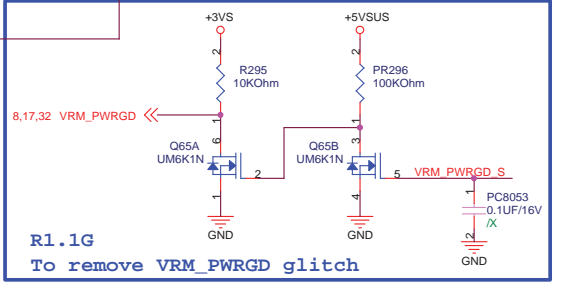 +3VS
+5VSUS
2
2
R295
10KOhm
PR296
100KOhm
8,17,32 VRM_PWRGD
1
1
6
3
Q65A
UM6K1N
Q65B
UM6K1N
2
5
VRM_PWRGD_S
1
4
1
PC8053
0.1UF/16V
/X
2
GND
GND
GND
R1.1G
To remove VRM_PWRGD glitch